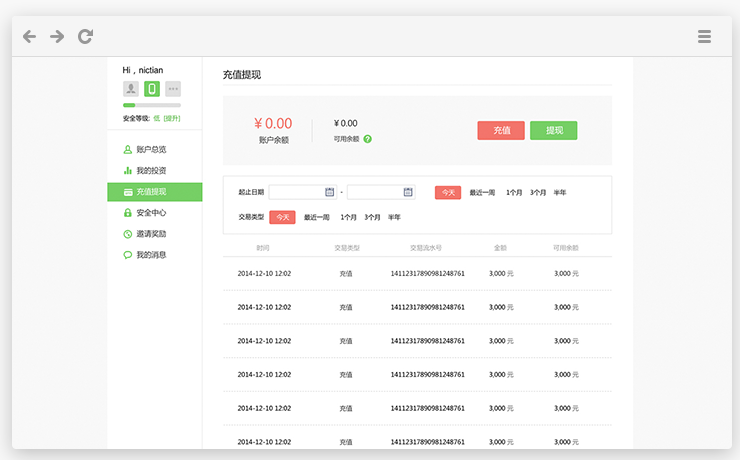 Hi，nictian
安全等级: 低 [提升]
账户总览
我的投资
充值提现
安全中心
邀请奖励
我的消息
充值提现
¥ 0.00
账户余额
¥ 0.00
可用余额 ?
充值 提现
起止日期 - 今天 最近一周 1个月 3个月 半年
交易类型 今天 最近一周 1个月 3个月 半年
时间 交易类型 交易流水号 金额 可用余额
2014-12-10 12:02 充值 14112317890981248761 3,000 元 3,000 元
2014-12-10 12:02 充值 14112317890981248761 3,000 元 3,000 元
2014-12-10 12:02 充值 14112317890981248761 3,000 元 3,000 元
2014-12-10 12:02 充值 14112317890981248761 3,000 元 3,000 元
2014-12-10 12:02 充值 14112317890981248761 3,000 元 3,000 元
2014-12-10 12:02 充值 14112317890981248761 3,000 元 3,000 元